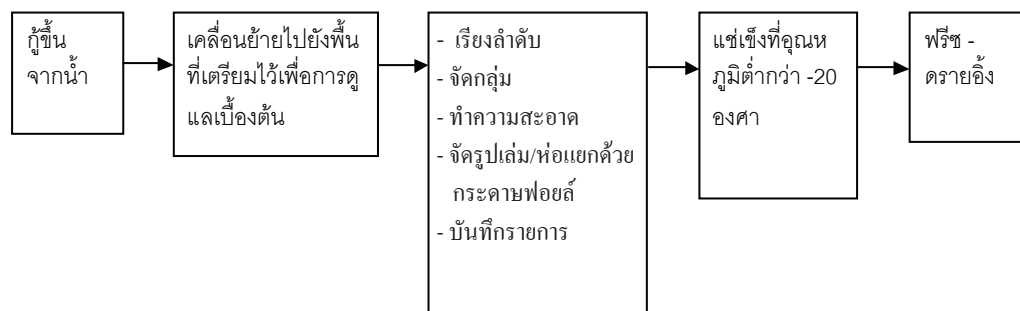 กู้ขึ้น
จากน้ำ
เคลื่อนย้ายไปยังพื้น
ที่เตรียมไว้เพื่อการดู
แลเบื้องต้น
- เรียงลำดับ
- จัดกลุ่ม
- ทำความสะอาด
- จัดรูปเล่ม/ห่อแยกด้วย
กระดาษฟอยล์
- บันทึกรายการ
แช่เข็งที่อุณห
ภูมิต่ำกว่า -20
องศา
ฟรีซ -
ดรายอิ้ง